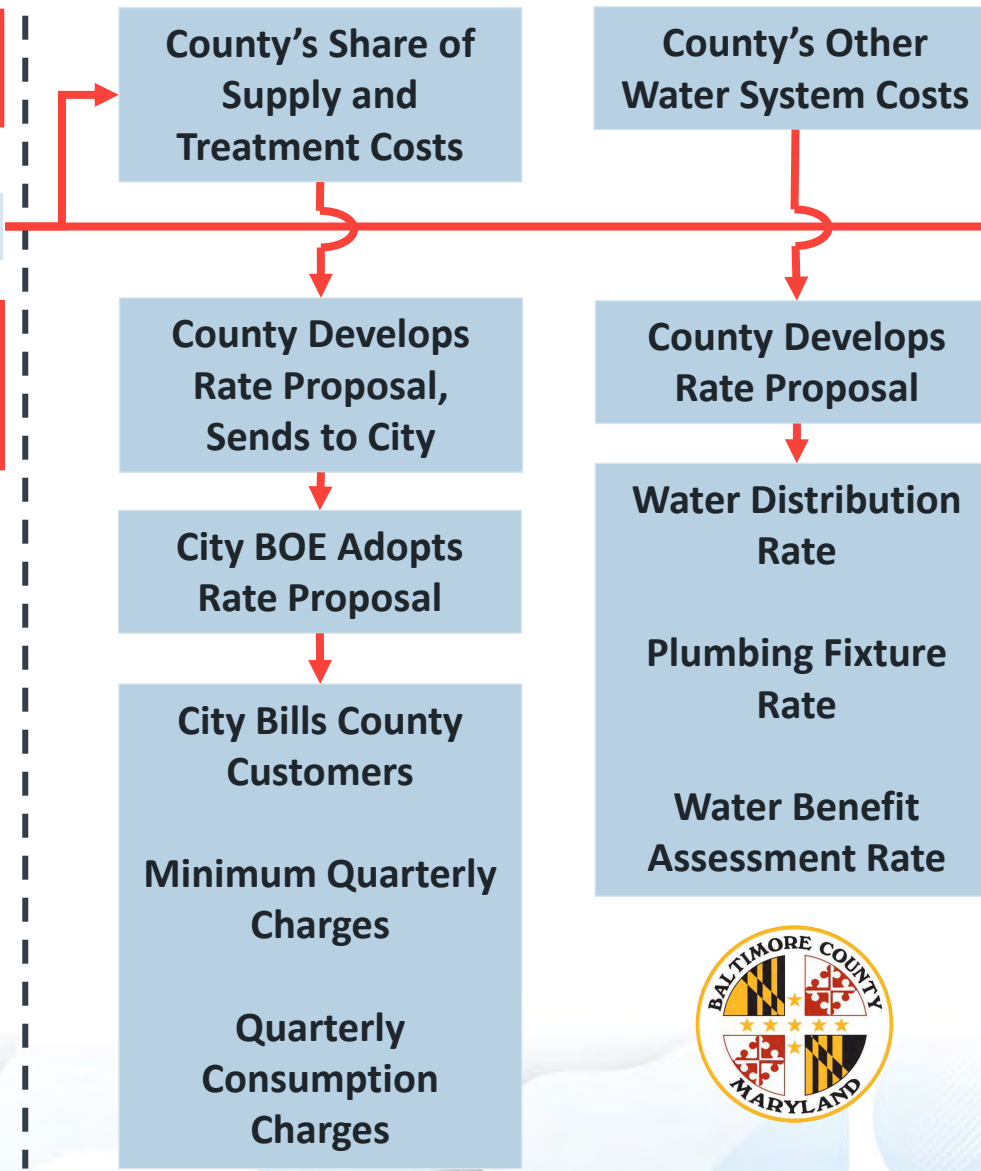 County’s Share of
Supply and
Treatment Costs
County Develops
Rate Proposal,
Sends to City
City BOE Adopts
Rate Proposal
City Bills County
Customers
Minimum Quarterly
Charges
Quarterly
Consumption
Charges
County’s Other
Water System Costs
County Develops
Rate Proposal
Water Distribution
Rate
Plumbing Fixture
Rate
Water Benefit
Assessment Rate
BALTIMORE COUNTY
MARYLAND